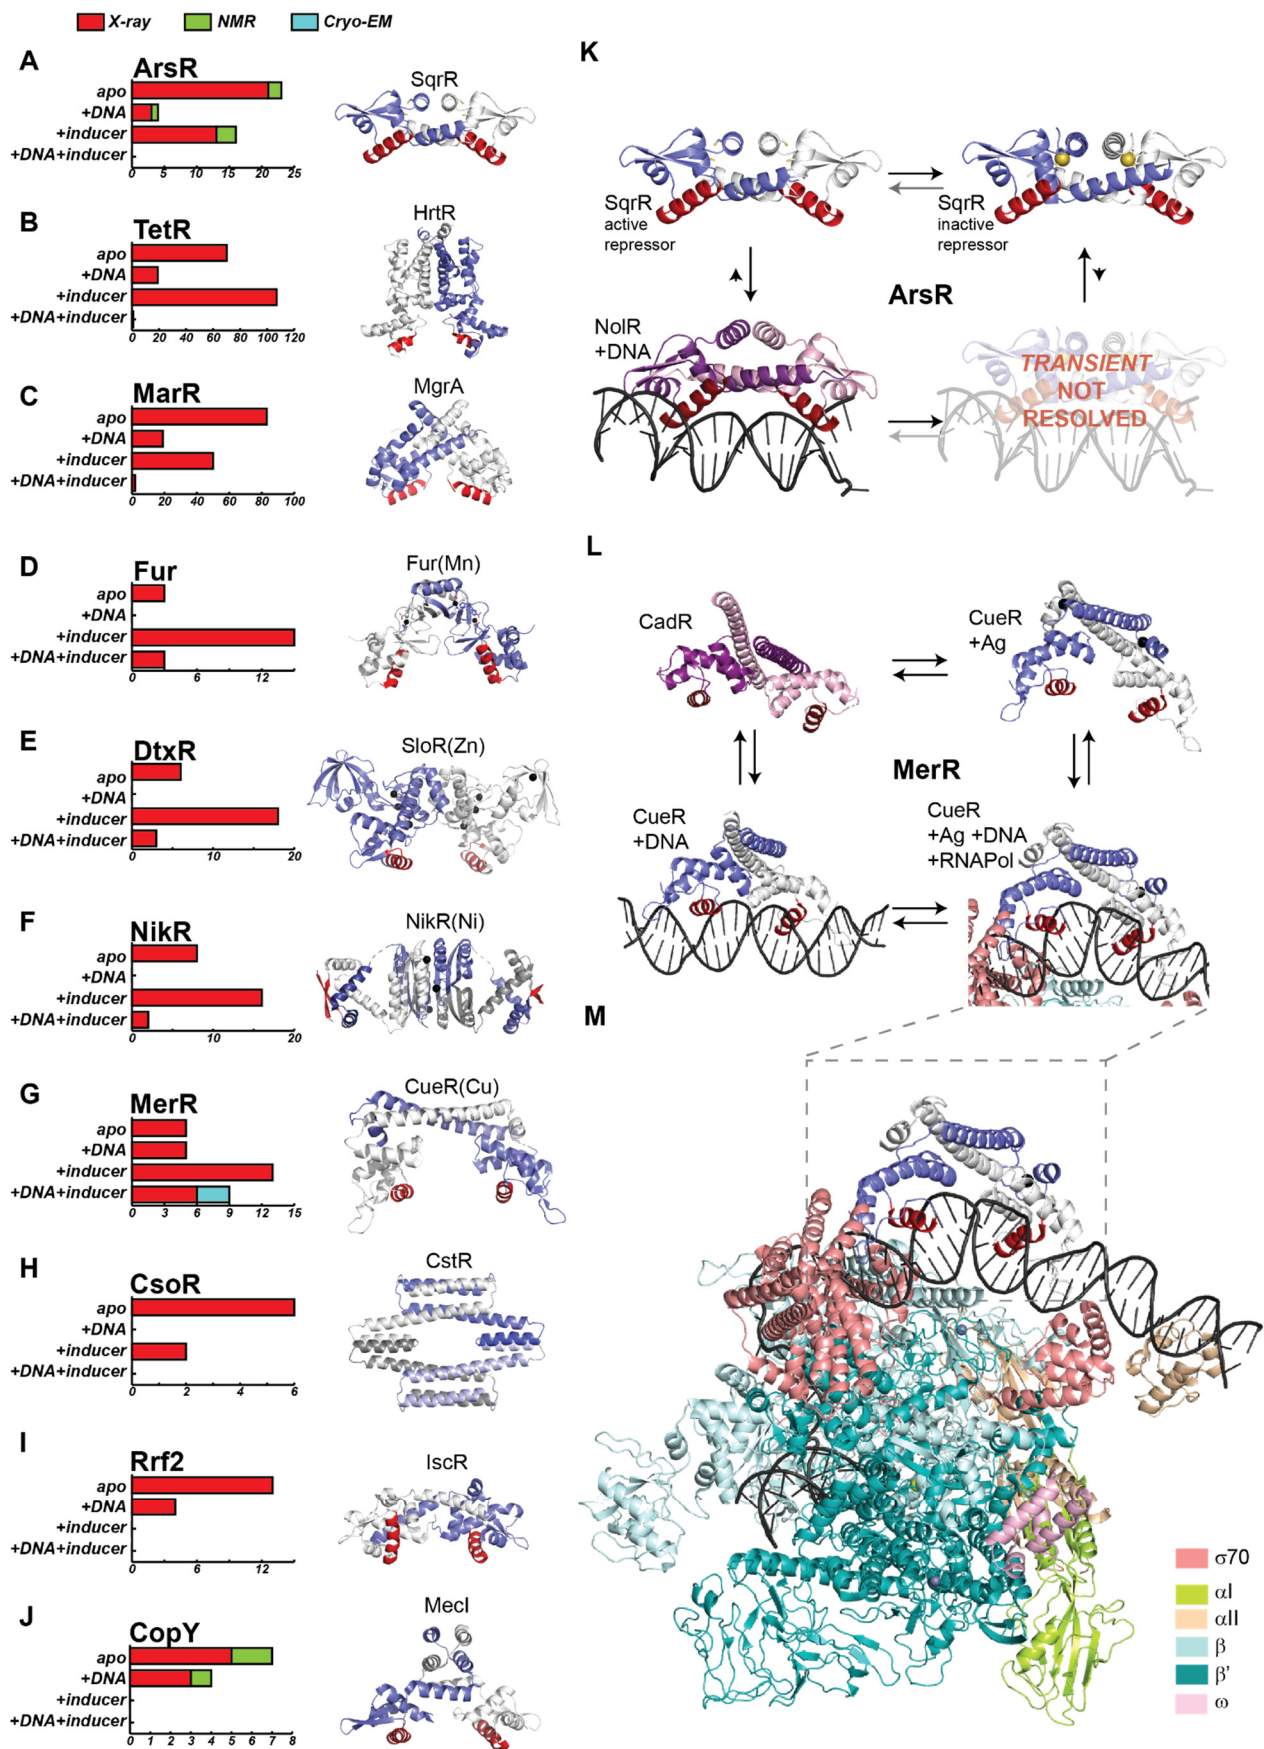 X-ray NMR Cryo-EM
A
ArsR
apo
+DNA
+inducer
+DNA+inducer
0 5 10 15 20 25
SqrR
B
TetR
apo
+DNA
+inducer
+DNA+inducer
0 20 40 60 80 100 120
HrtR
C
MarR
apo
+DNA
+inducer
+DNA+inducer
0 20 40 60 80 100
MgrA
D
Fur
apo
+DNA
+inducer
+DNA+inducer
0 6 12
Fur(Mn)
E
DtxR
apo
+DNA
+inducer
+DNA+inducer
0 10 20
SloR(Zn)
F
NikR
apo
+DNA
+inducer
+DNA+inducer
0 10 20
NikR(Ni)
G
MerR
apo
+DNA
+inducer
+DNA+inducer
0 3 6 9 12 15
CueR(Cu)
H
CsoR
apo
+DNA
+inducer
+DNA+inducer
0 2 4 6
CstR
I
Rrf2
apo
+DNA
+inducer
+DNA+inducer
0 6 12
IscR
J
CopY
apo
+DNA
+inducer
+DNA+inducer
0 1 2 3 4 5 6 7 8
MecI
K
SqrR
active
repressor
SqrR
inactive
repressor
ArsR
NolR
+DNA
TRANSIENT
NOT
RESOLVED
L
CadR
CueR
+Ag
MerR
CueR
+DNA
CueR
+Ag +DNA
+RNAPol
M
σ70
αI
αII
β
β'
ω